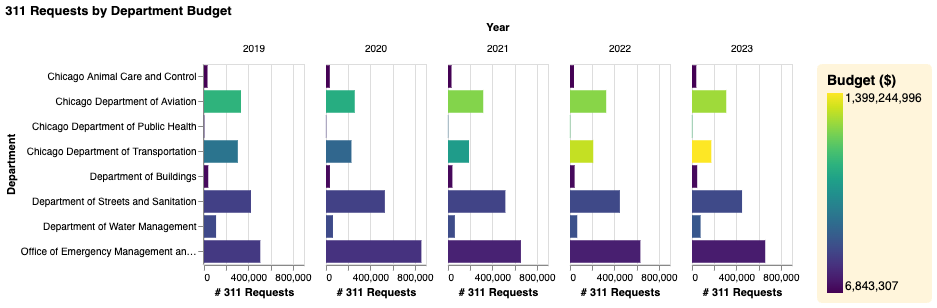 311 Requests by Department Budget
Year
2019 2020 2021 2022 2023
Department
Chicago Animal Care and Control
Chicago Department of Aviation
Chicago Department of Public Health
Chicago Department of Transportation
Department of Buildings
Department of Streets and Sanitation
Department of Water Management
Office of Emergency Management an…
0 400,000 800,000 0 400,000 800,000 0 400,000 800,000 0 400,000 800,000 0 400,000 800,000
# 311 Requests # 311 Requests # 311 Requests # 311 Requests # 311 Requests
Budget ($)
1,399,244,996
6,843,307